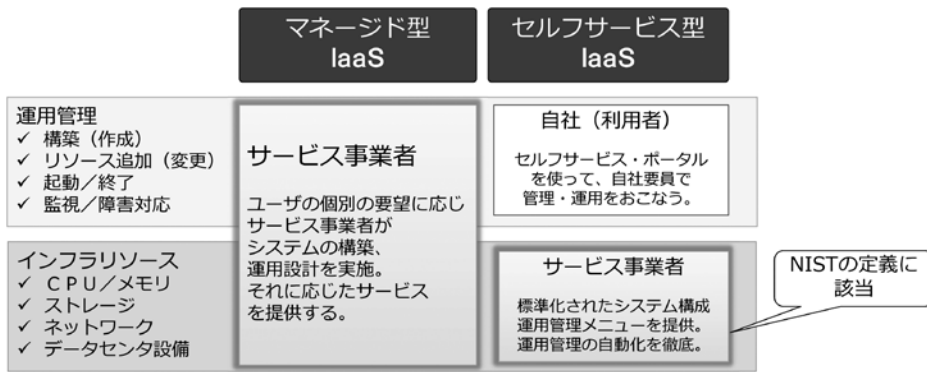 マネージド型
IaaS
セルフサービス型
IaaS
運用管理
✓ 構築（作成）
✓ リソース追加（変更）
✓ 起動／終了
✓ 監視／障害対応
サービス事業者
ユーザの個別の要望に応じ
サービス事業者が
システムの構築、
運用設計を実施。
それに応じたサービス
を提供する。
自社（利用者）
セルフサービス・ポータル
を使って、自社要員で
管理・運用をおこなう。
インフラリソース
✓ ＣＰＵ／メモリ
✓ ストレージ
✓ ネットワーク
✓ データセンタ設備
サービス事業者
標準化されたシステム構成
運用管理メニューを提供。
運用管理の自動化を徹底。
NISTの定義に
該当